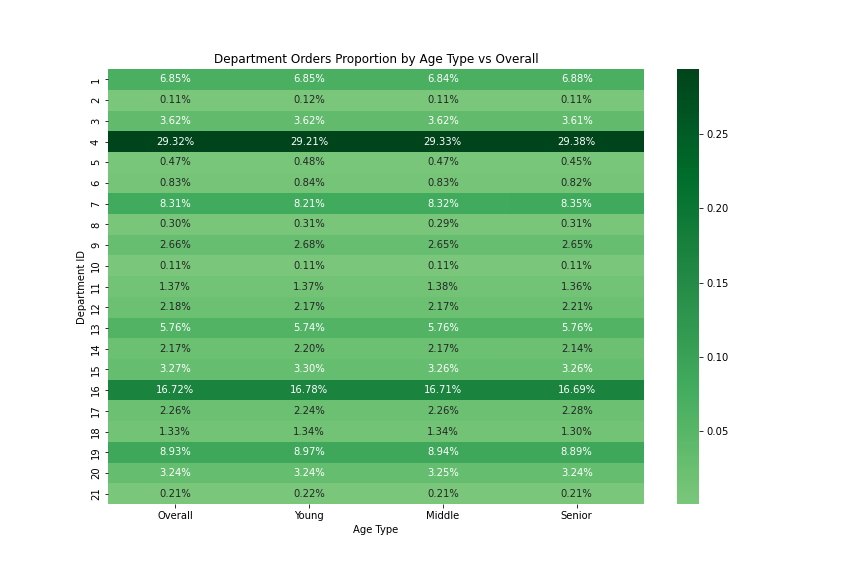 Department Orders Proportion by Age Type vs Overall
1 6.85% 6.85% 6.84% 6.88%
2 0.11% 0.12% 0.11% 0.11%
3 3.62% 3.62% 3.62% 3.61%
4 29.32% 29.21% 29.33% 29.38%
5 0.47% 0.48% 0.47% 0.45%
6 0.83% 0.84% 0.83% 0.82%
7 8.31% 8.21% 8.32% 8.35%
8 0.30% 0.31% 0.29% 0.31%
9 2.66% 2.68% 2.65% 2.65%
10 0.11% 0.11% 0.11% 0.11%
11 1.37% 1.37% 1.38% 1.36%
12 2.18% 2.17% 2.17% 2.21%
13 5.76% 5.74% 5.76% 5.76%
14 2.17% 2.20% 2.17% 2.14%
15 3.27% 3.30% 3.26% 3.26%
16 16.72% 16.78% 16.71% 16.69%
17 2.26% 2.24% 2.26% 2.28%
18 1.33% 1.34% 1.34% 1.30%
19 8.93% 8.97% 8.94% 8.89%
20 3.24% 3.24% 3.25% 3.24%
21 0.21% 0.22% 0.21% 0.21%
Overall Young Middle Senior
Age Type
Department ID
0.25
0.20
0.15
0.10
0.05